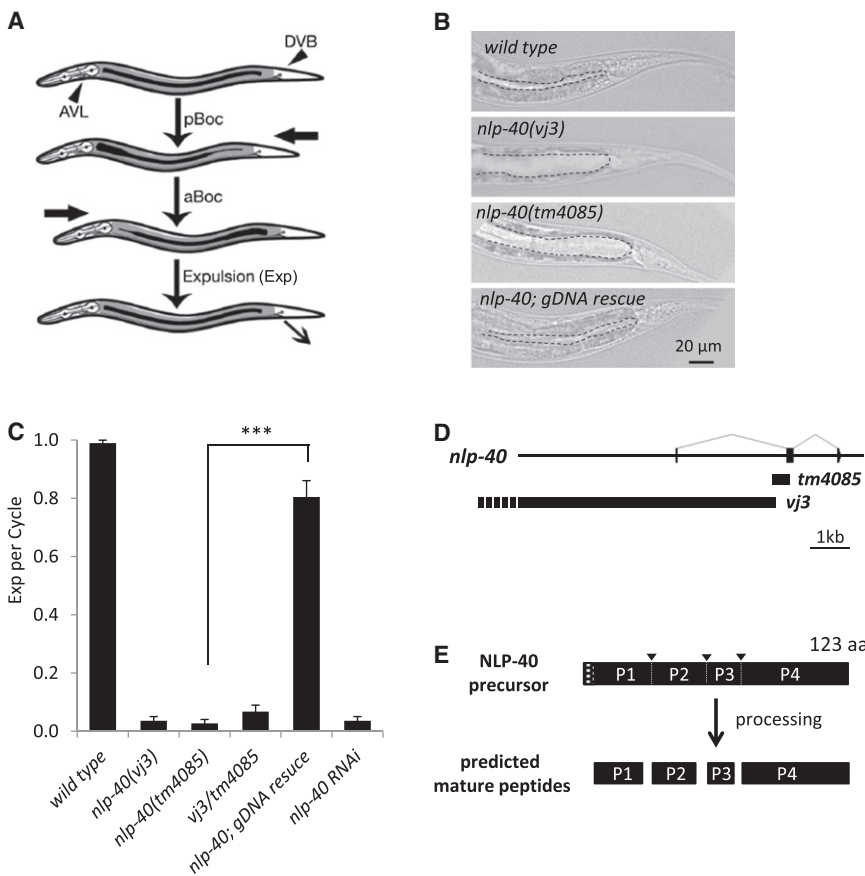 A
DVB
AVL
pBoc
aBoc
Expulsion (Exp)
B
wild type
nlp-40(vj3)
nlp-40(tm4085)
nlp-40; gDNA rescue
20 µm
C
Exp per Cycle
1.0
0.8
0.6
0.4
0.2
0.0
***
wild type
nlp-40(vj3)
nlp-40(tm4085)
vj3/tm4085
nlp-40; gDNA resuce
nlp-40 RNAi
D
nlp-40
tm4085
vj3
1kb
E
123 aa
NLP-40
precursor
P1 P2 P3 P4
processing
predicted
mature peptides
P1 P2 P3 P4